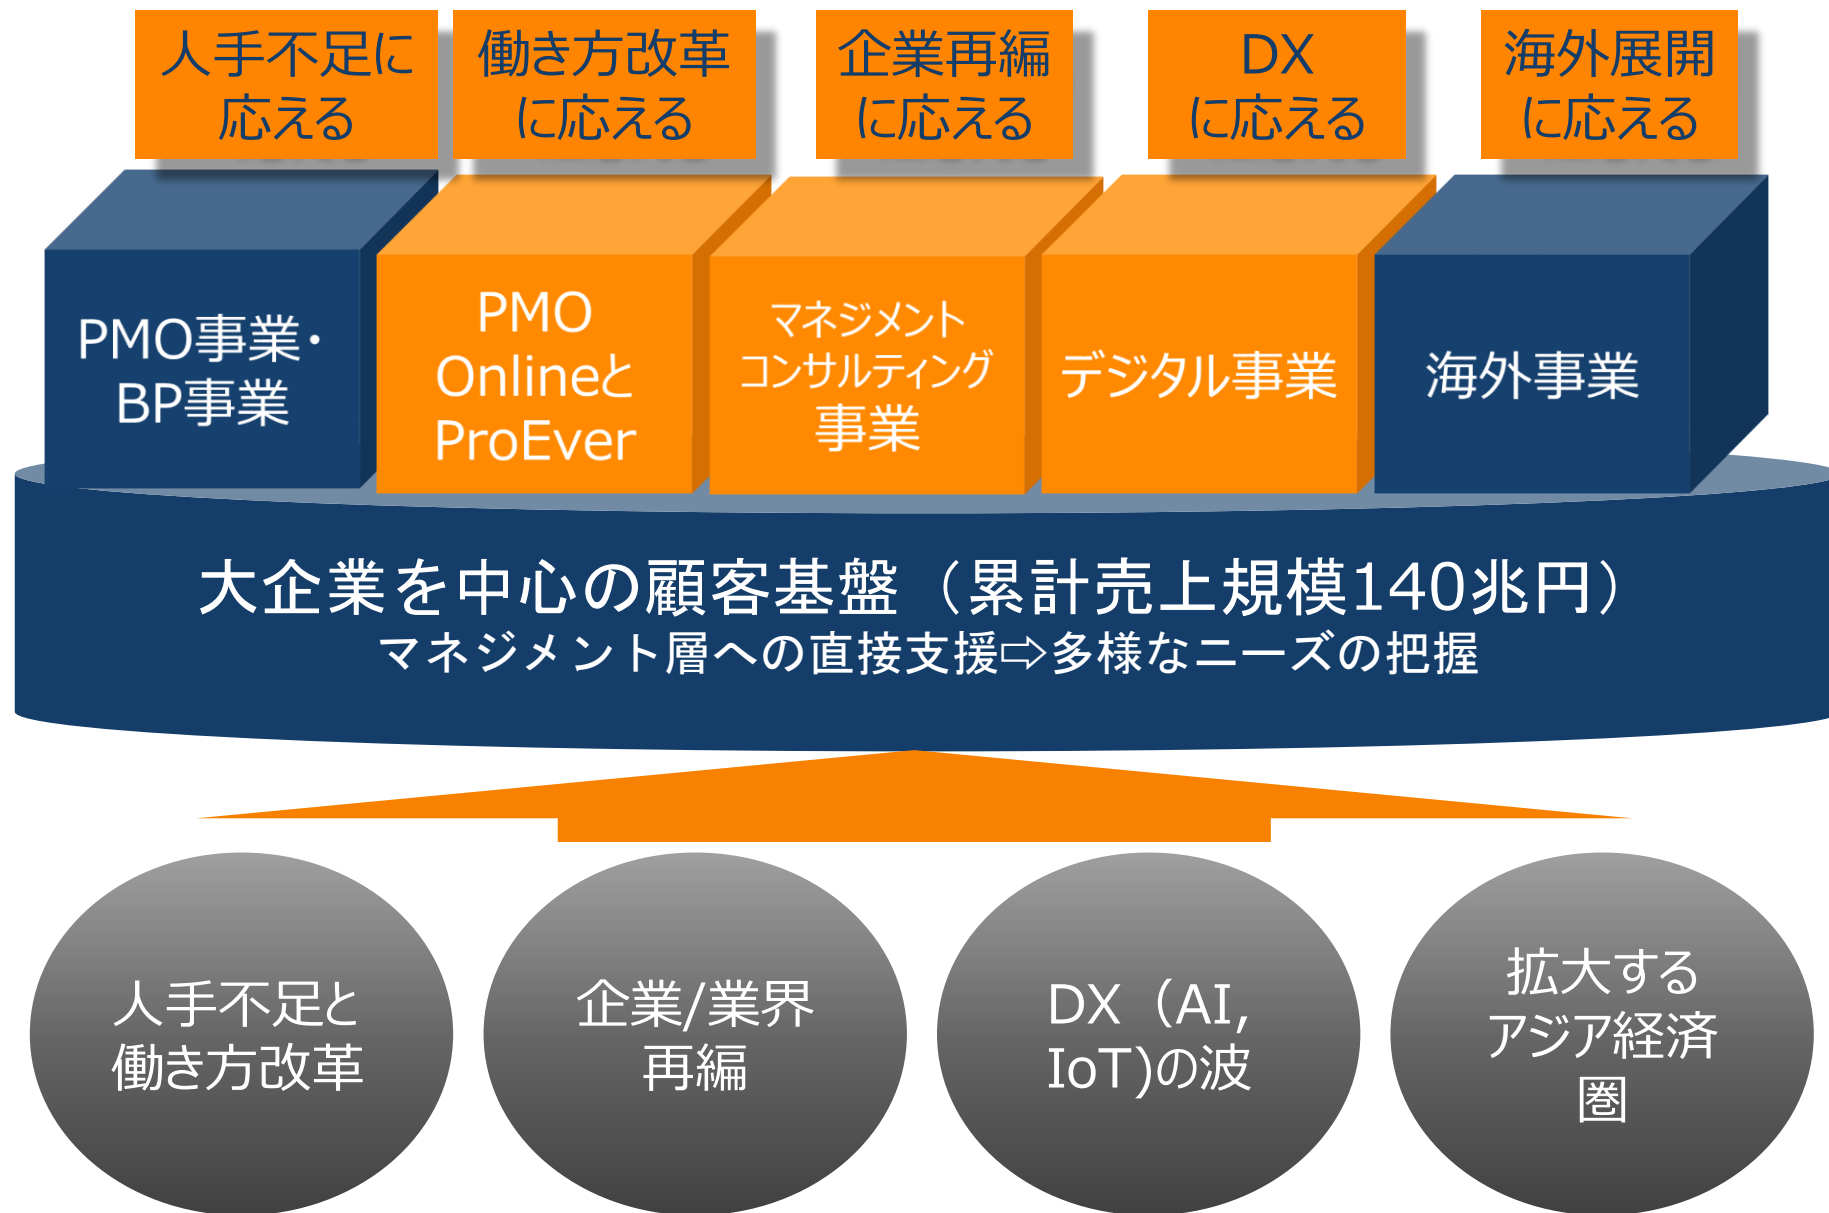 人手不足に
応える
働き方改革
に応える
企業再編
に応える
DX
に応える
海外展開
に応える
PMO事業・
BP事業
PMO
Onlineと
ProEver
マネジメント
コンサルティング
事業
デジタル事業
海外事業
大企業を中心の顧客基盤（累計売上規模140兆円）
マネジメント層への直接支援⇨多様なニーズの把握
人手不足と
働き方改革
企業/業界
再編
DX（AI,
IoT)の波
拡大する
アジア経済
圏